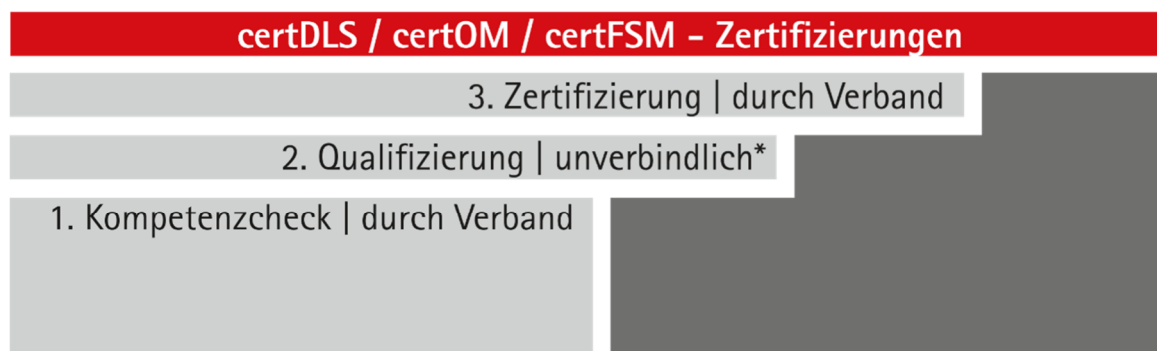 certDLS / certOM / certFSM – Zertifizierungen
3. Zertifizierung | durch Verband
2. Qualifizierung | unverbindlich*
1. Kompetenzcheck | durch Verband